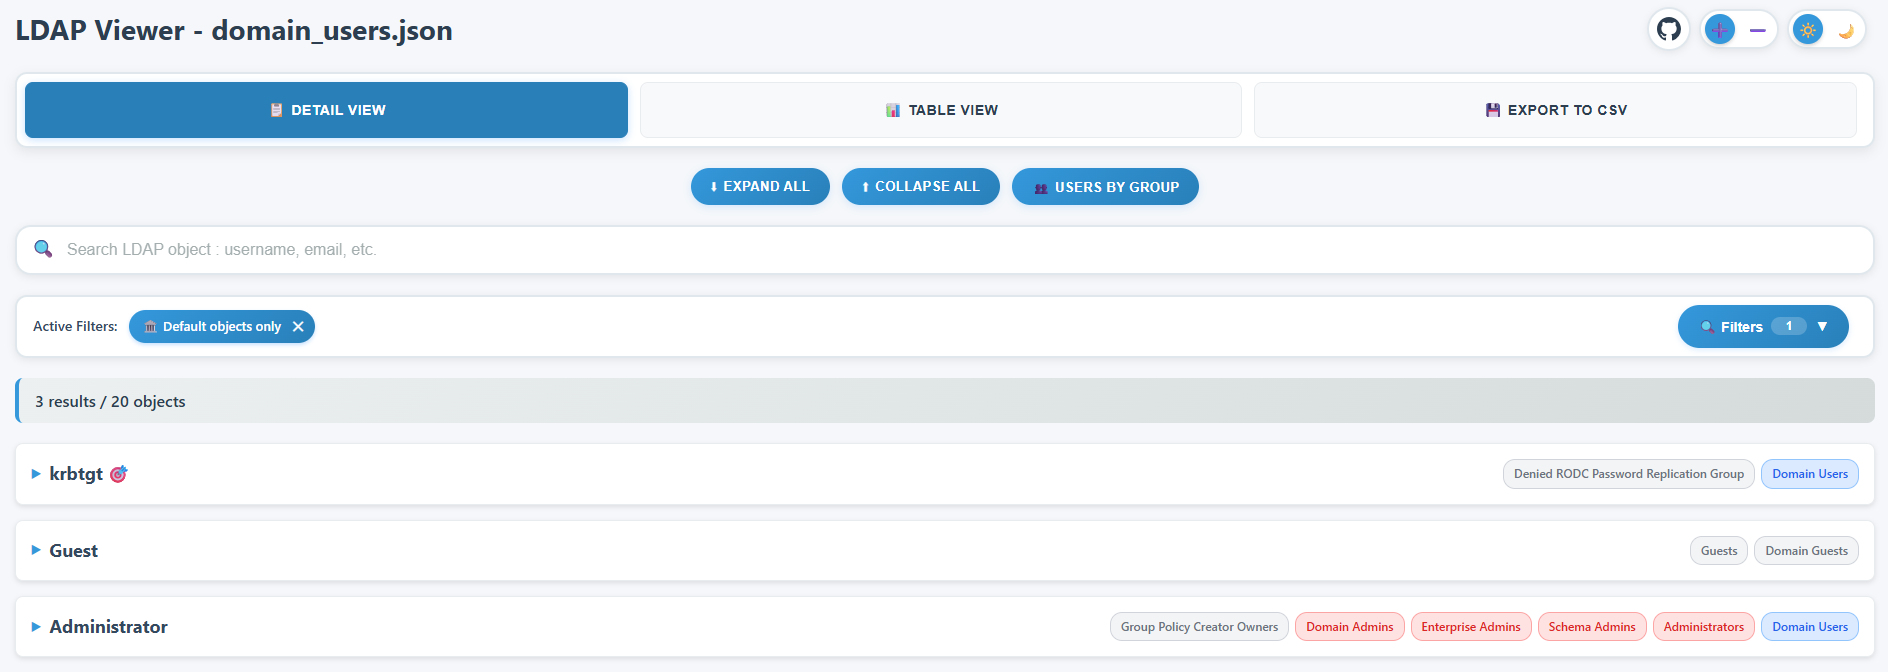 LDAP Viewer - domain_users.json
DETAIL VIEW
TABLE VIEW
EXPORT TO CSV
EXPAND ALL
COLLAPSE ALL
USERS BY GROUP
Search LDAP object : username, email, etc.
Active Filters:
Default objects only
Filters 1
3 results / 20 objects
krbtgt
Denied RODC Password Replication Group
Domain Users
Guest
Guests
Domain Guests
Administrator
Group Policy Creator Owners
Domain Admins
Enterprise Admins
Schema Admins
Administrators
Domain Users